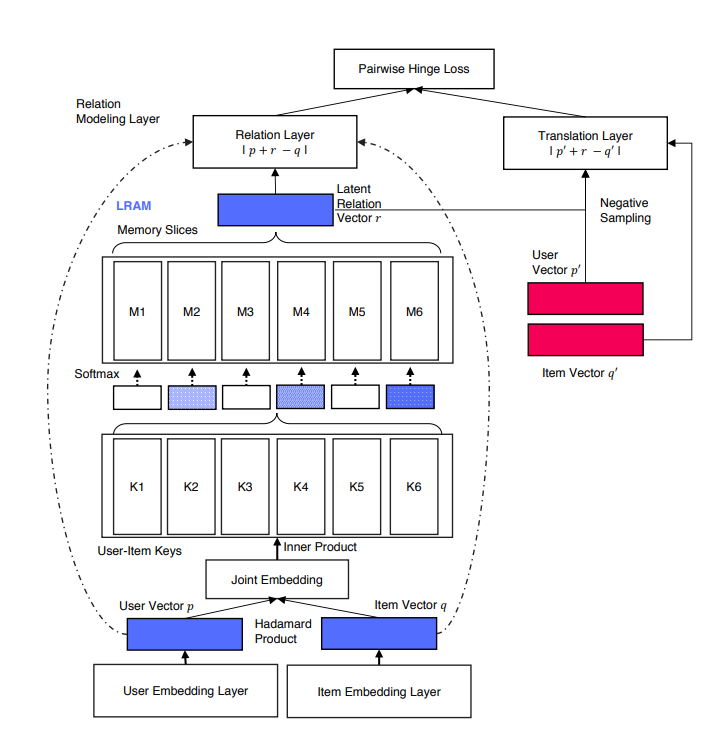 Pairwise Hinge Loss
Relation
Modeling Layer
Relation Layer
| p + r − q |
Translation Layer
| p′ + r − q′ |
LRAM
Latent
Relation
Vector r
Negative
Sampling
Memory Slices
User
Vector p′
M1 M2 M3 M4 M5 M6
Item Vector q′
Softmax
K1 K2 K3 K4 K5 K6
User-Item Keys
Inner Product
Joint Embedding
User Vector p
Item Vector q
Hadamard
Product
User Embedding Layer
Item Embedding Layer